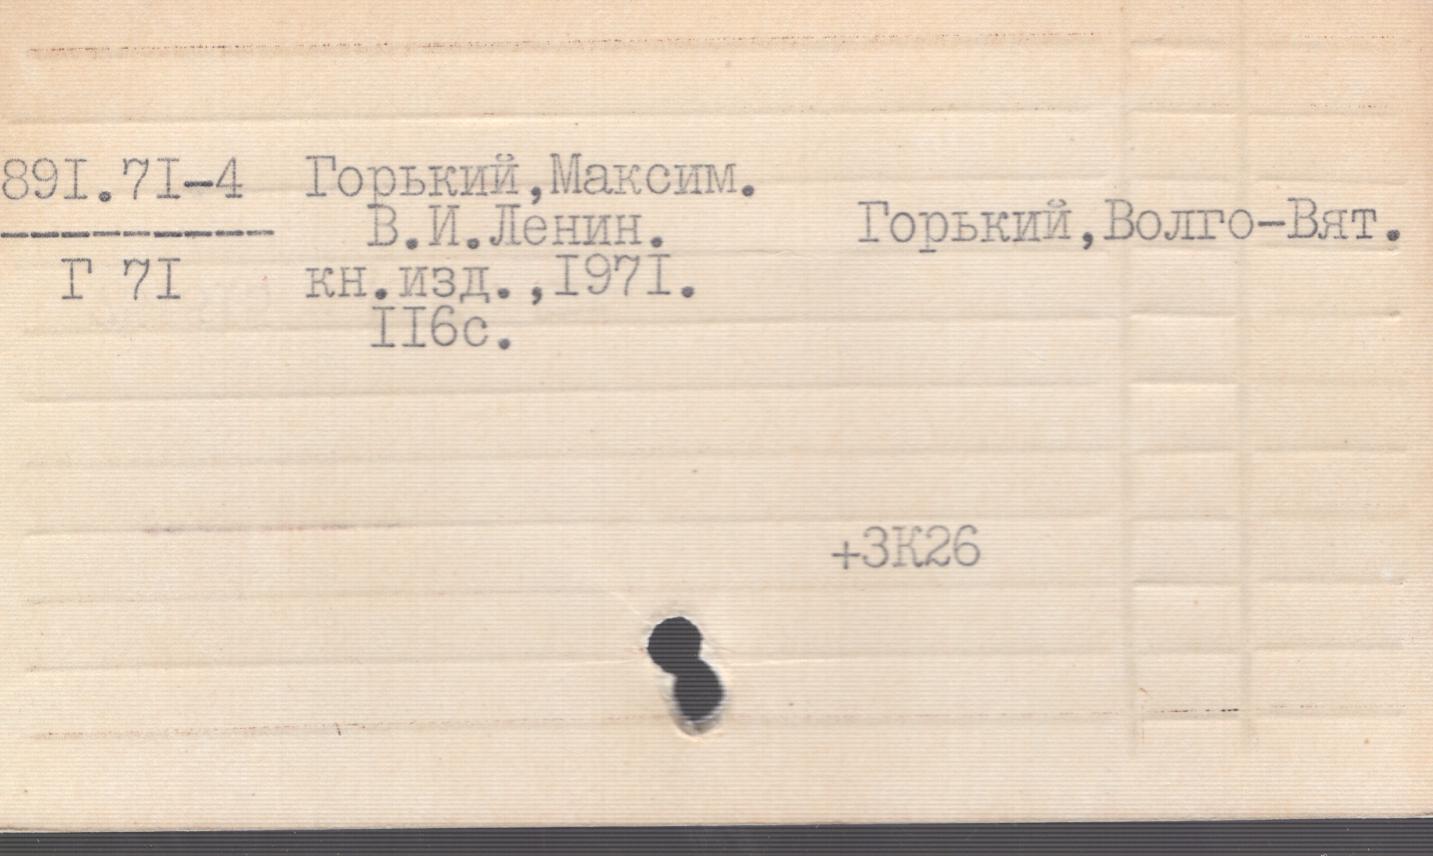 891.71-4 Горький,Максим.
В.И.Ленин. Горький,Волго-Вят.
---------
Г 71 кн.изд.,1971.
116с.
+3К26